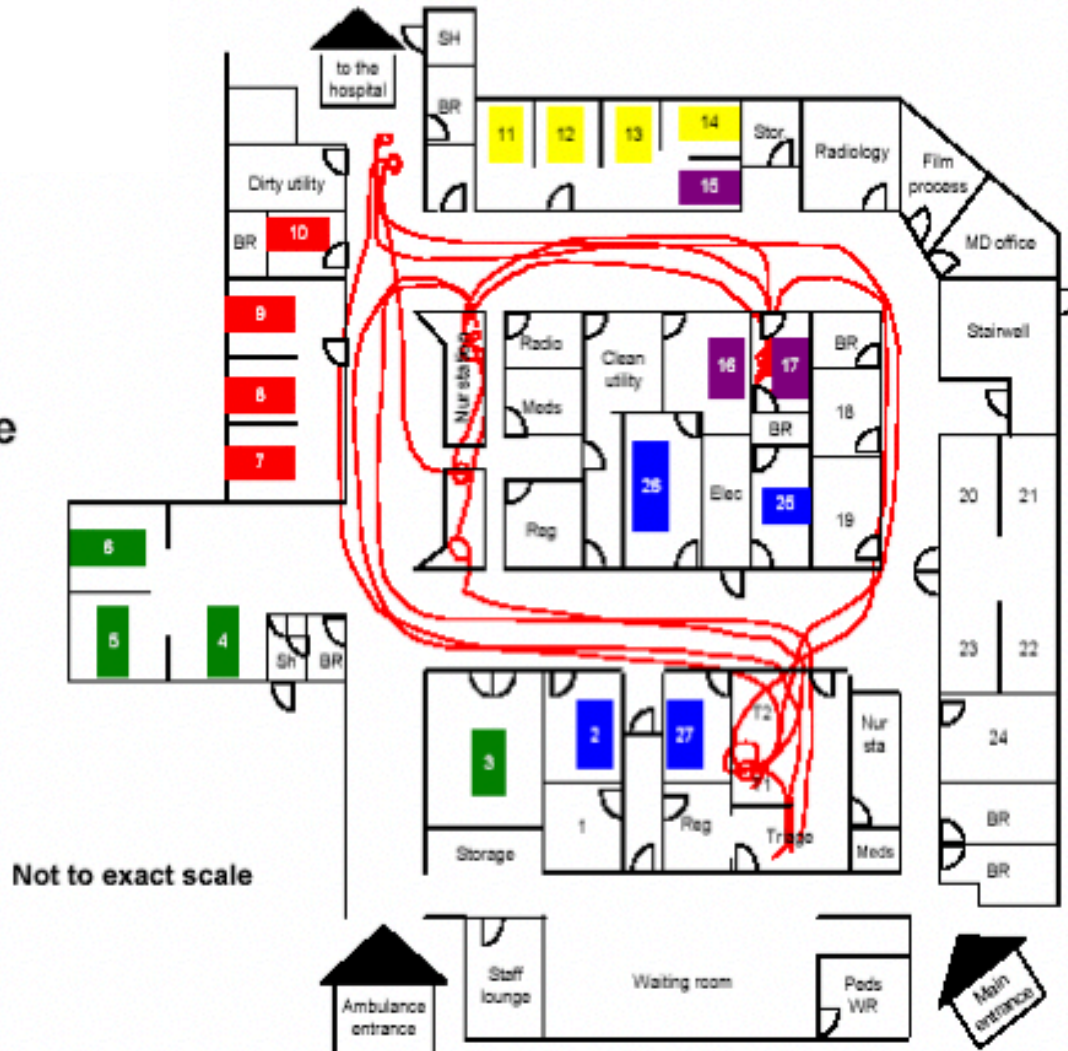 to the
hospital
SH
BR
11
12
13
14
15
Stor.
Radiology
Film
process
MD office
Dirty utility
BR
10
9
8
7
Nur station
Radio
Meds
Clean
utility
16
17
BR
BR
18
Stairwell
e
26
Elec
25
19
Reg
20
21
6
5
4
Sh
BR
23
22
3
2
27
T2
T1
Nur
sta
24
1
Reg
Triage
Meds
BR
BR
Storage
Not to exact scale
Staff
lounge
Waiting room
Peds
WR
Ambulance
entrance
Main
entrance